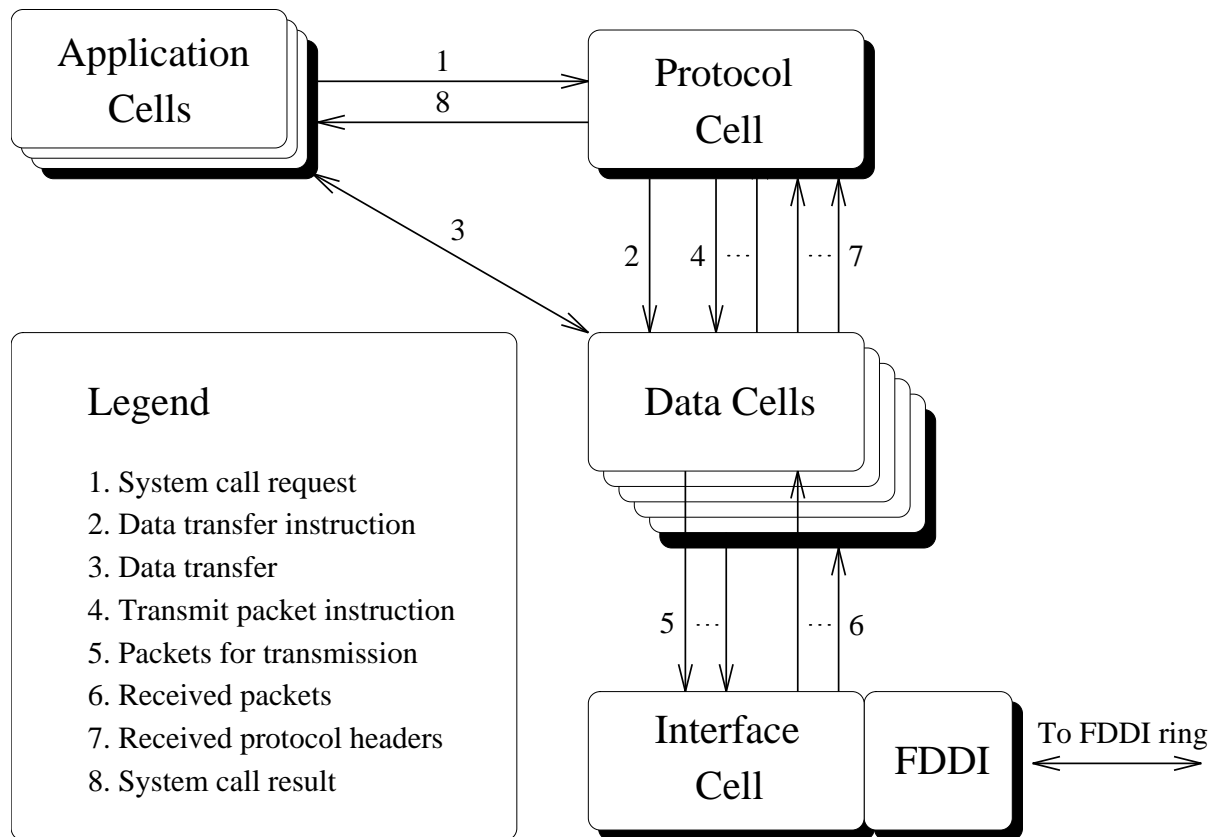 Application
Cells
1
8
Protocol
Cell
3
2
4
....
....
7
Data Cells
Legend
1. System call request
2. Data transfer instruction
3. Data transfer
4. Transmit packet instruction
5. Packets for transmission
6. Received packets
7. Received protocol headers
8. System call result
5
....
....
6
Interface
Cell
FDDI
To FDDI ring